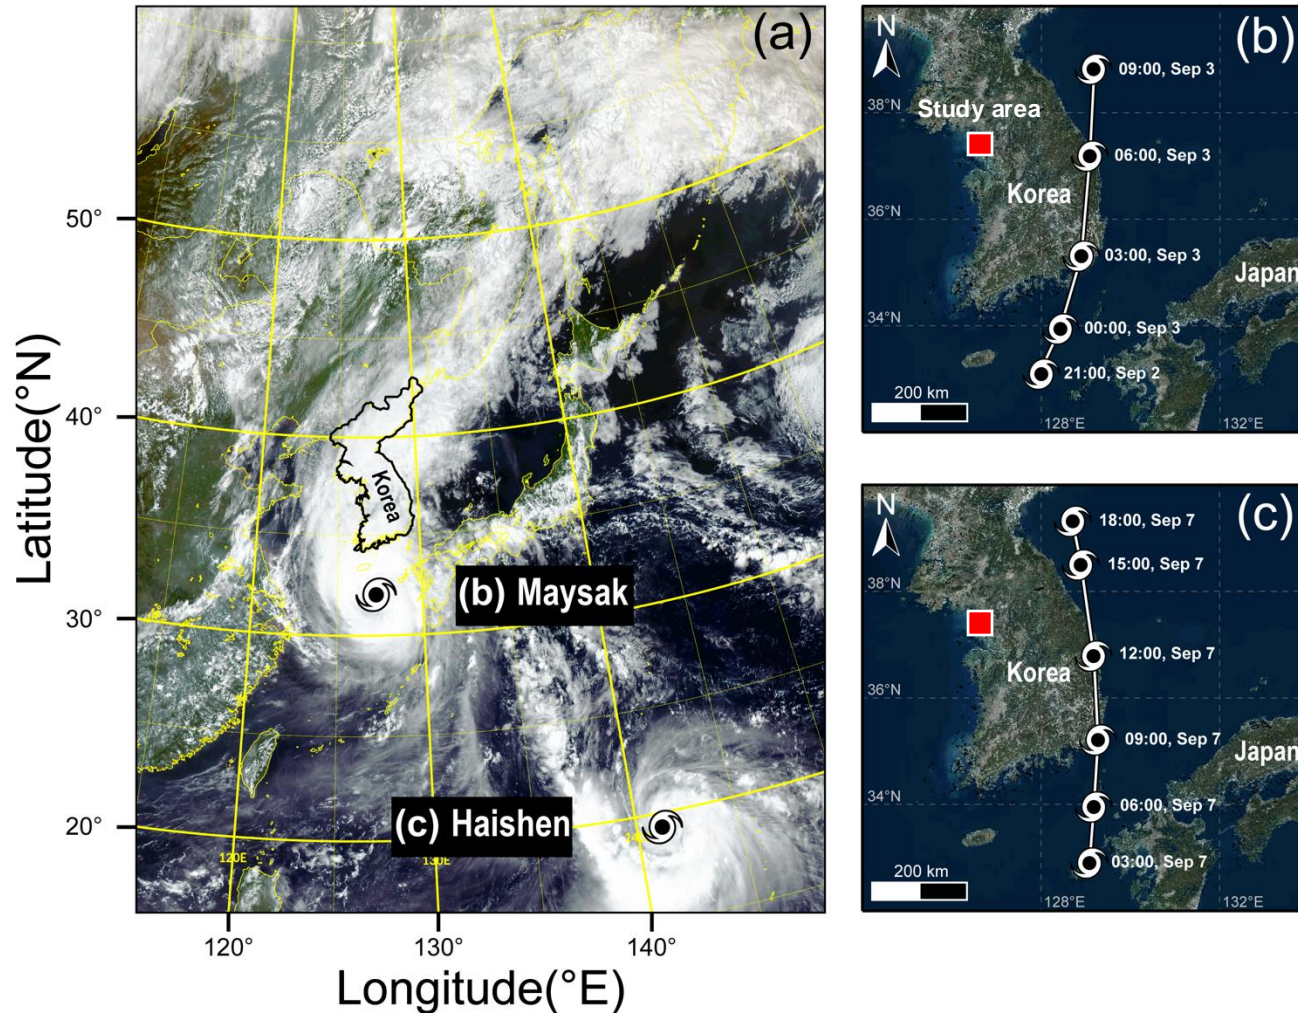 (a)
50°
40°
30°
20°
Latitude(°N)
Korea
(b) Maysak
(c) Haishen
120E
130E
120°
130°
140°
Longitude(°E)
(b)
N
09:00, Sep 3
38°N
Study area
06:00, Sep 3
Korea
36°N
03:00, Sep 3
Japan
34°N
00:00, Sep 3
21:00, Sep 2
200 km
128°E
132°E
(c)
N
18:00, Sep 7
15:00, Sep 7
38°N
12:00, Sep 7
Korea
36°N
09:00, Sep 7
Japan
34°N
06:00, Sep 7
03:00, Sep 7
200 km
128°E
132°E